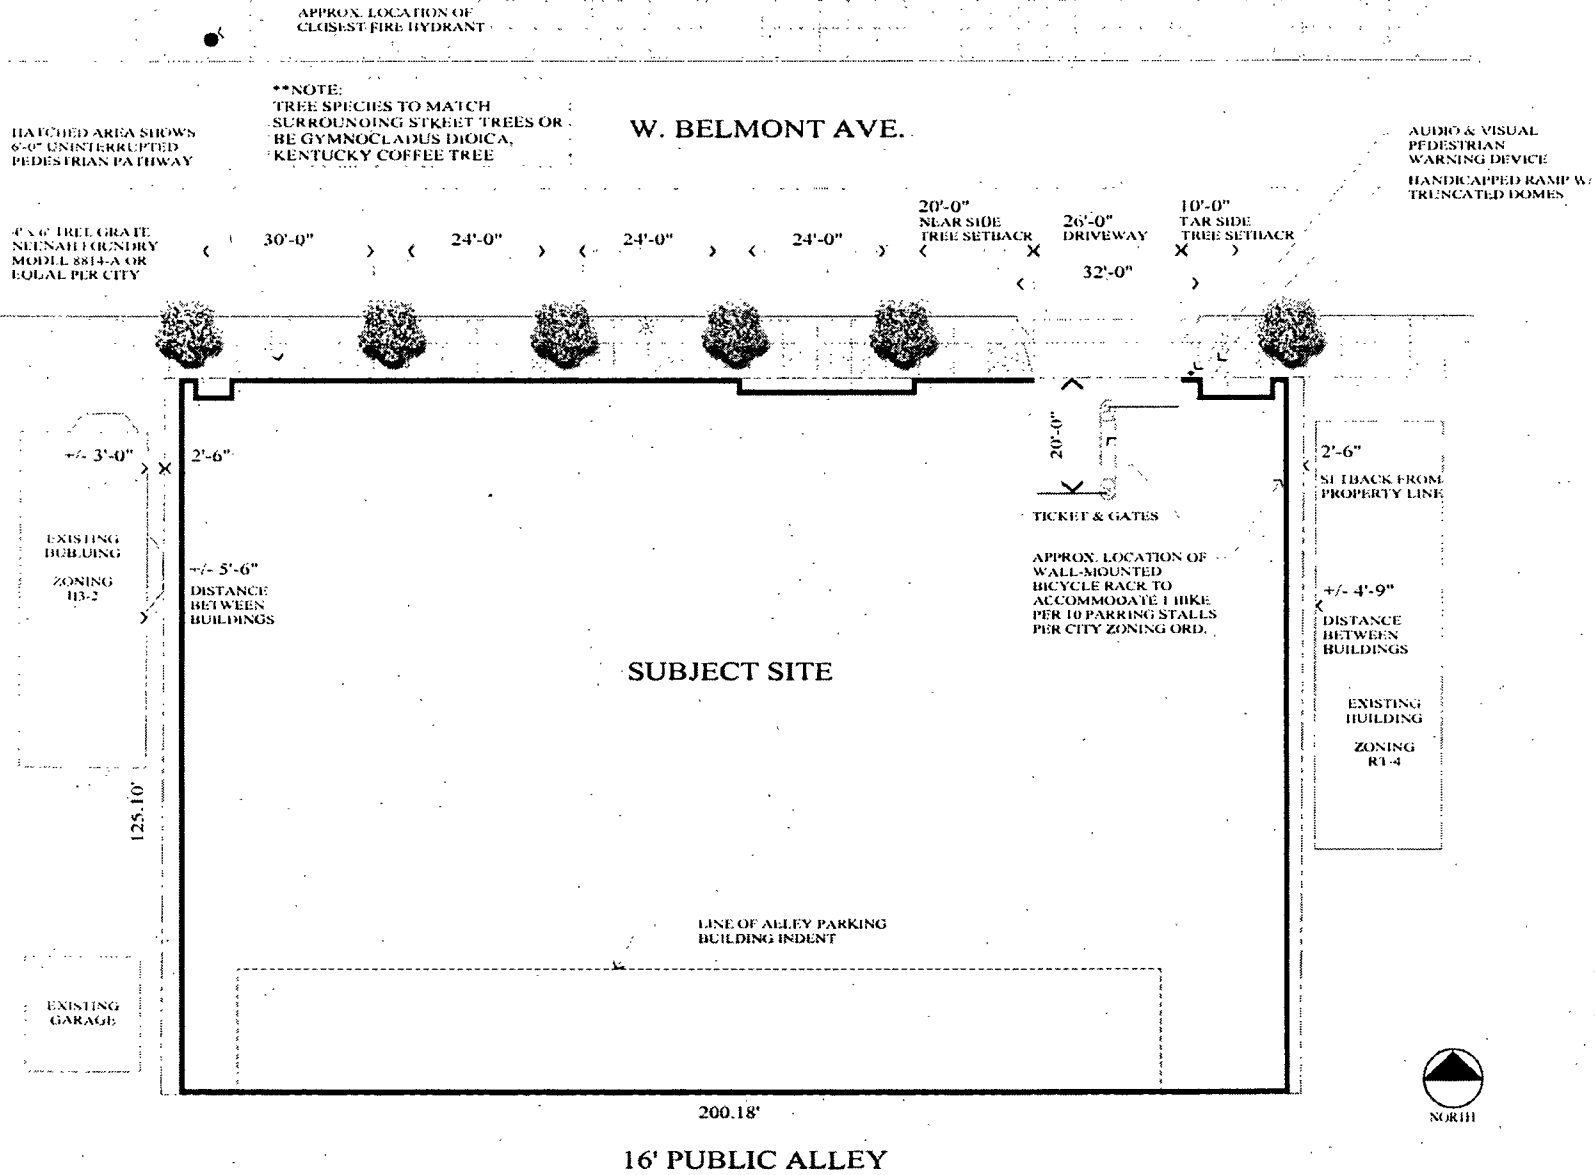 APPROX. LOCATION OF
CLOSEST FIRE HYDRANT
**NOTE:
TREE SPECIES TO MATCH
SURROUNDING STREET TREES OR
BE GYMNOCLADUS DIOICA,
KENTUCKY COFFEE TREE
W. BELMONT AVE.
HATCHED AREA SHOWS
6'-0" UNINTERRUPTED
PEDESTRIAN PATHWAY
AUDIO & VISUAL
PEDESTRIAN
WARNING DEVICE
HANDICAPPED RAMP W/
TRUNCATED DOMES
4' x 6' TREE GRATE
NEENAH FOUNDRY
MODEL 8814-A OR
EQUAL PER CITY
30'-0"
24'-0"
24'-0"
24'-0"
20'-0"
NEAR SIDE
TREE SETBACK
26'-0"
DRIVEWAY
10'-0"
TAR SIDE
TREE SETBACK
32'-0"
20'-0"
+/- 3'-0"
2'-6"
2'-6"
SETBACK FROM
PROPERTY LINE
TICKET & GATES
EXISTING
BUILDING
ZONING
B3-2
+/- 5'-6"
DISTANCE
BETWEEN
BUILDINGS
APPROX. LOCATION OF
WALL-MOUNTED
BICYCLE RACK TO
ACCOMMODATE 1 BIKE
PER 10 PARKING STALLS
PER CITY ZONING ORD.
+/- 4'-9"
DISTANCE
BETWEEN
BUILDINGS
SUBJECT SITE
EXISTING
BUILDING
ZONING
RT-4
125.10'
LINE OF ALLEY PARKING
BUILDING INDENT
EXISTING
GARAGE
200.18'
NORTH
16' PUBLIC ALLEY